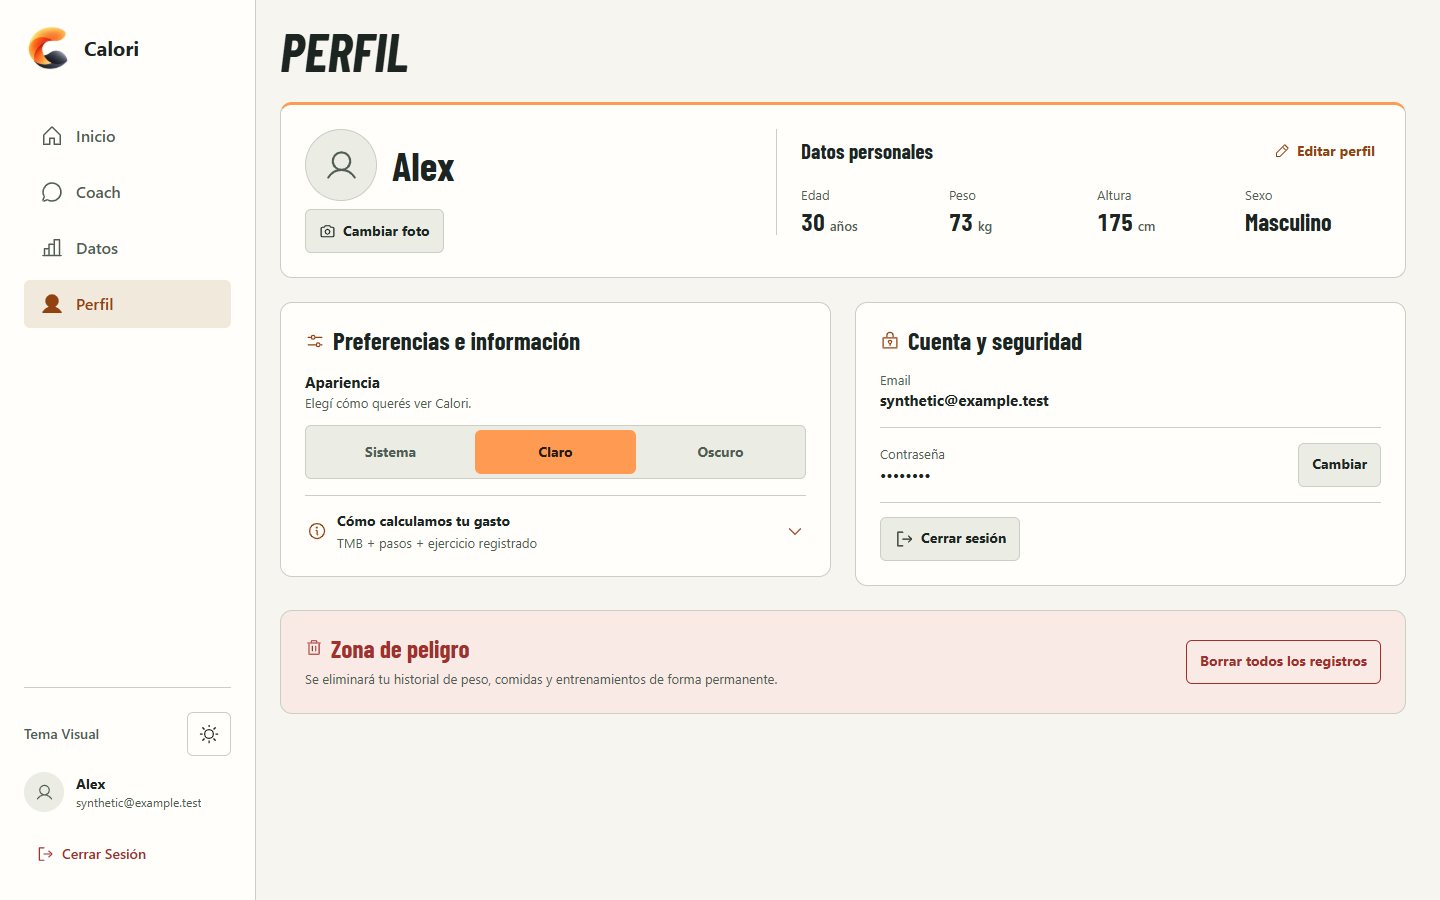 Calori
Inicio
Coach
Datos
Perfil
Tema Visual
Alex
synthetic@example.test
Cerrar Sesión
PERFIL
Alex
Cambiar foto
Datos personales
Editar perfil
Edad
30 años
Peso
73 kg
Altura
175 cm
Sexo
Masculino
Preferencias e información
Apariencia
Elegí cómo querés ver Calori.
Sistema
Claro
Oscuro
Cómo calculamos tu gasto
TMB + pasos + ejercicio registrado
Cuenta y seguridad
Email
synthetic@example.test
Contraseña
••••••••
Cambiar
Cerrar sesión
Zona de peligro
Se eliminará tu historial de peso, comidas y entrenamientos de forma permanente.
Borrar todos los registros